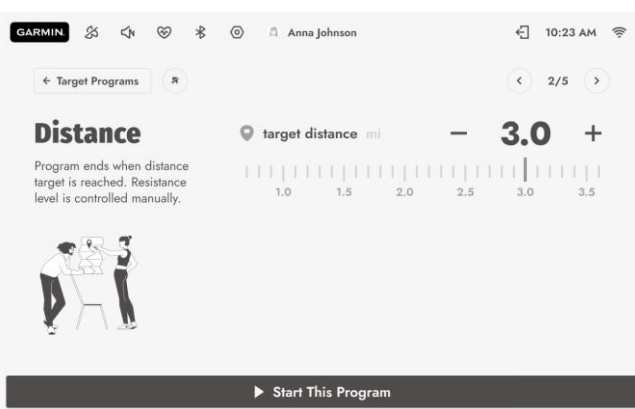 GARMIN.
Anna Johnson
10:23 AM
← Target Programs
2/5
Distance
Program ends when distance
target is reached. Resistance
level is controlled manually.
target distance mi
− 3.0 +
1.0 1.5 2.0 2.5 3.0 3.5
Start This Program